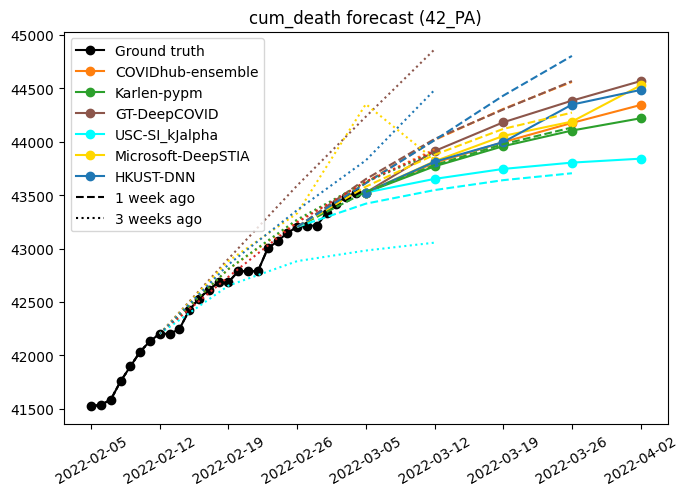 cum_death forecast (42_PA)
45000
44500
44000
43500
43000
42500
42000
41500
Ground truth
COVIDhub-ensemble
Karlen-pypm
GT-DeepCOVID
USC-SI_kJalpha
Microsoft-DeepSTIA
HKUST-DNN
1 week ago
3 weeks ago
2022-02-05
2022-02-12
2022-02-19
2022-02-26
2022-03-05
2022-03-12
2022-03-19
2022-03-26
2022-04-02